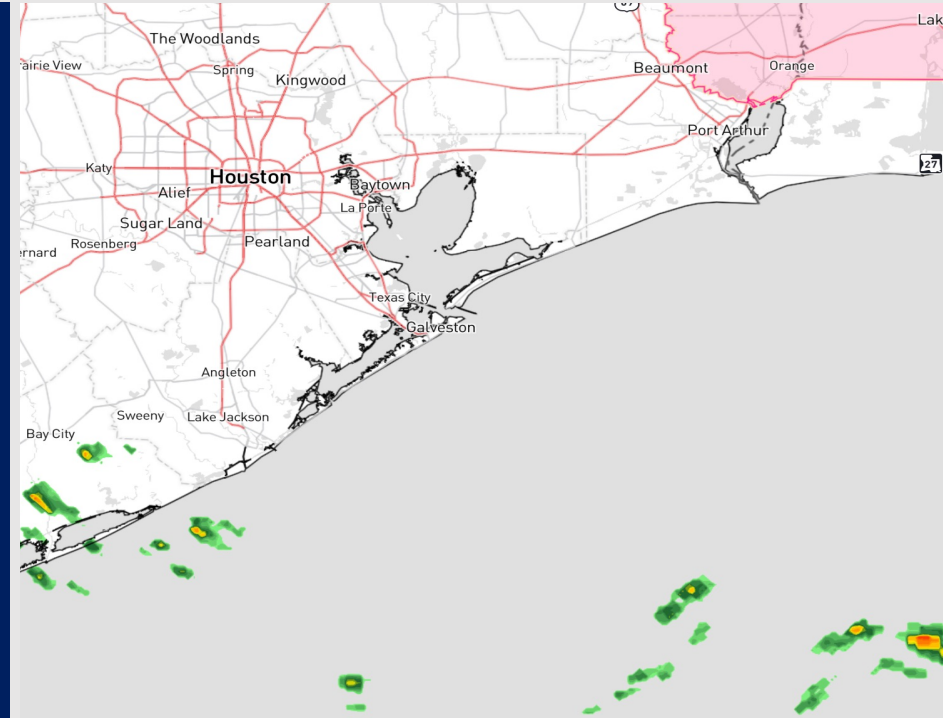 The Woodlands
Lak
rairie View
Spring
Kingwood
Beaumont
Orange
Port Arthur
27
Katy
Houston
Alief
Baytown
La Porte
Sugar Land
Rosenberg
Pearland
ernard
Texas City
Galveston
Angleton
Sweeny
Lake Jackson
Bay City